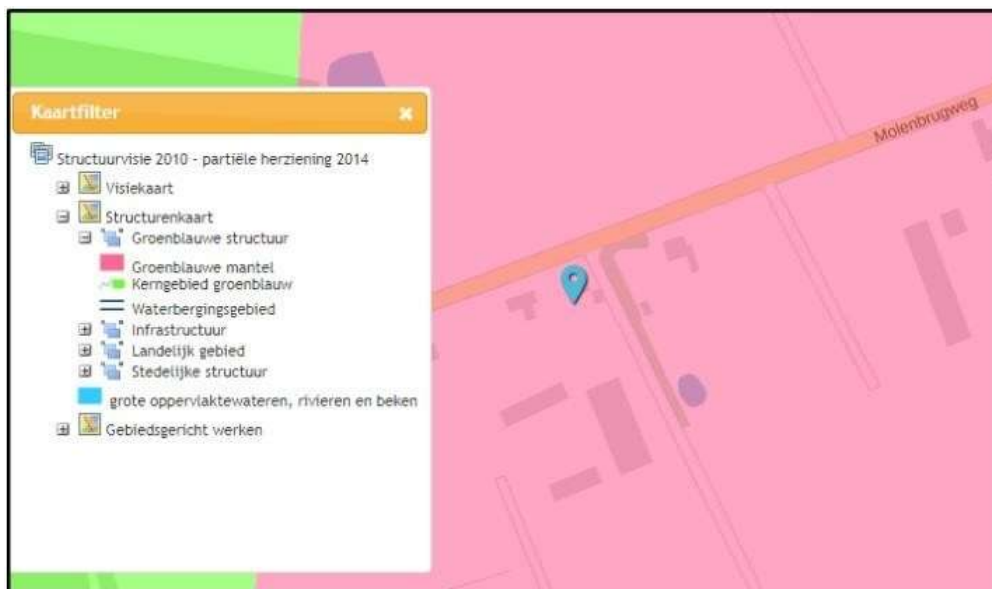 Kaartfilter
Structuurvisie 2010 - partiële herziening 2014
Visiekaart
Structurenkaart
Groenblauwe structuur
Groenblauwe mantel
Kerngebied groenblauw
Waterbergingsgebied
Infrastructuur
Landelijk gebied
Stedelijke structuur
grote oppervlaktewateren, rivieren en beken
Gebiedsgericht werken
Molenbrugweg